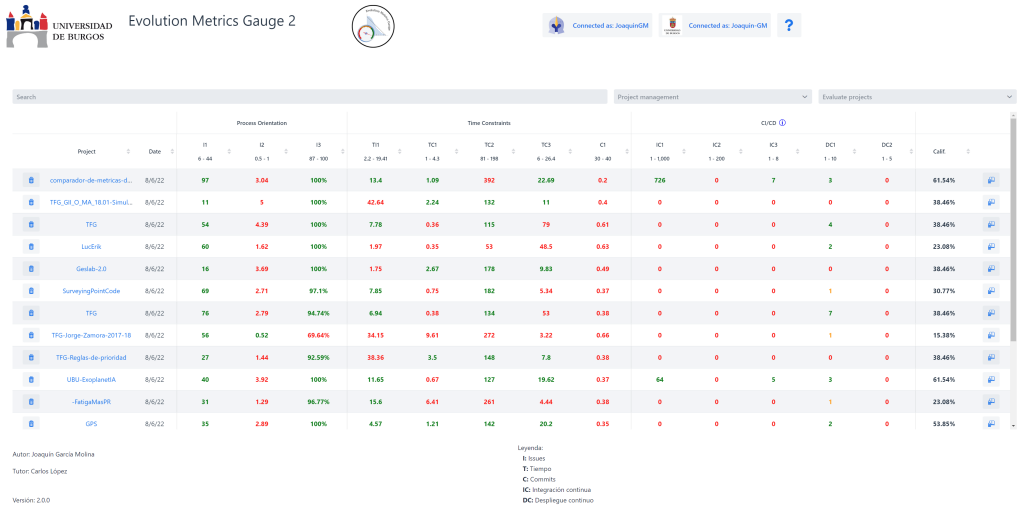 UNIVERSIDAD
DE BURGOS
Evolution Metrics Gauge 2
Connected as: JoaquinGM
Connected as: Joaquin-GM
?
Search
Project management
Evaluate projects
Process Orientation Time Constraints CI/CD
Project Date I1 I2 I3 TI1 TC1 TC2 TC3 C1 IC1 IC2 IC3 DC1 DC2 Calif.
6 - 44 0.5 - 1 87 - 100 2.2 - 19.41 1 - 4.3 81 - 198 6 - 26.4 30 - 40 1 - 1,000 1 - 200 1 - 8 1 - 10 1 - 5
comparador-de-metricas-d... 8/6/22 97 3.04 100% 13.4 1.09 392 22.69 0.2 726 0 7 3 0 61.54%
TFG_GII_O_MA_18.01-Simul... 8/6/22 11 5 100% 42.64 2.24 132 11 0.4 0 0 0 0 0 38.46%
TFG 8/6/22 54 4.39 100% 7.78 0.36 115 79 0.61 0 0 0 4 0 38.46%
LucErik 8/6/22 60 1.62 100% 1.97 0.35 53 48.5 0.63 0 0 0 2 0 23.08%
Geslab-2.0 8/6/22 16 3.69 100% 1.75 2.67 178 9.83 0.49 0 0 0 0 0 38.46%
SurveyingPointCode 8/6/22 69 2.71 97.1% 7.85 0.75 182 5.34 0.37 0 0 0 1 0 30.77%
TFG 8/6/22 76 2.79 94.74% 6.94 0.38 134 53 0.38 0 0 0 7 0 38.46%
TFG-Jorge-Zamora-2017-18 8/6/22 56 0.52 69.64% 34.15 9.61 272 3.22 0.66 0 0 0 1 0 15.38%
TFG-Reglas-de-prioridad 8/6/22 27 1.44 92.59% 38.36 3.5 148 7.8 0.38 0 0 0 0 0 38.46%
UBU-ExoplanetIA 8/6/22 40 3.92 100% 11.65 0.67 127 19.62 0.37 64 0 5 3 0 61.54%
-FatigaMasPR 8/6/22 31 1.29 96.77% 15.6 6.41 261 4.44 0.38 0 0 0 1 0 23.08%
GPS 8/6/22 35 2.89 100% 4.57 1.21 142 20.2 0.35 0 0 0 2 0 53.85%
Autor: Joaquín García Molina
Tutor: Carlos López
Versión: 2.0.0
Leyenda:
I: Issues
T: Tiempo
C: Commits
IC: Integración continua
DC: Despliegue continuo